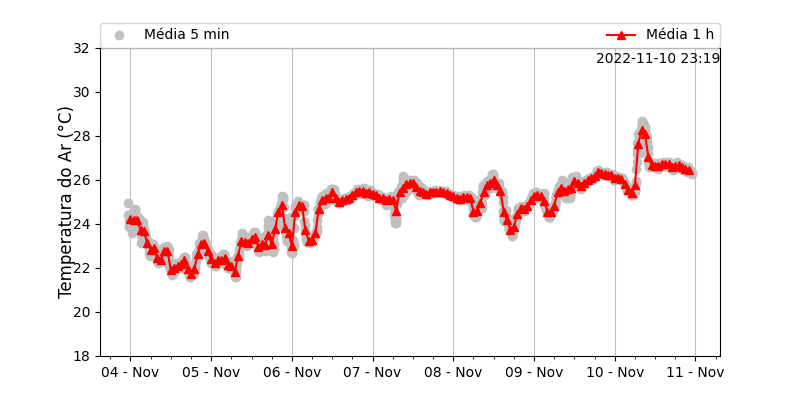 Média 5 min
Média 1 h
2022-11-10 23:19
Temperatura do Ar (°C)
32
30
28
26
24
22
20
18
04 - Nov
05 - Nov
06 - Nov
07 - Nov
08 - Nov
09 - Nov
10 - Nov
11 - Nov